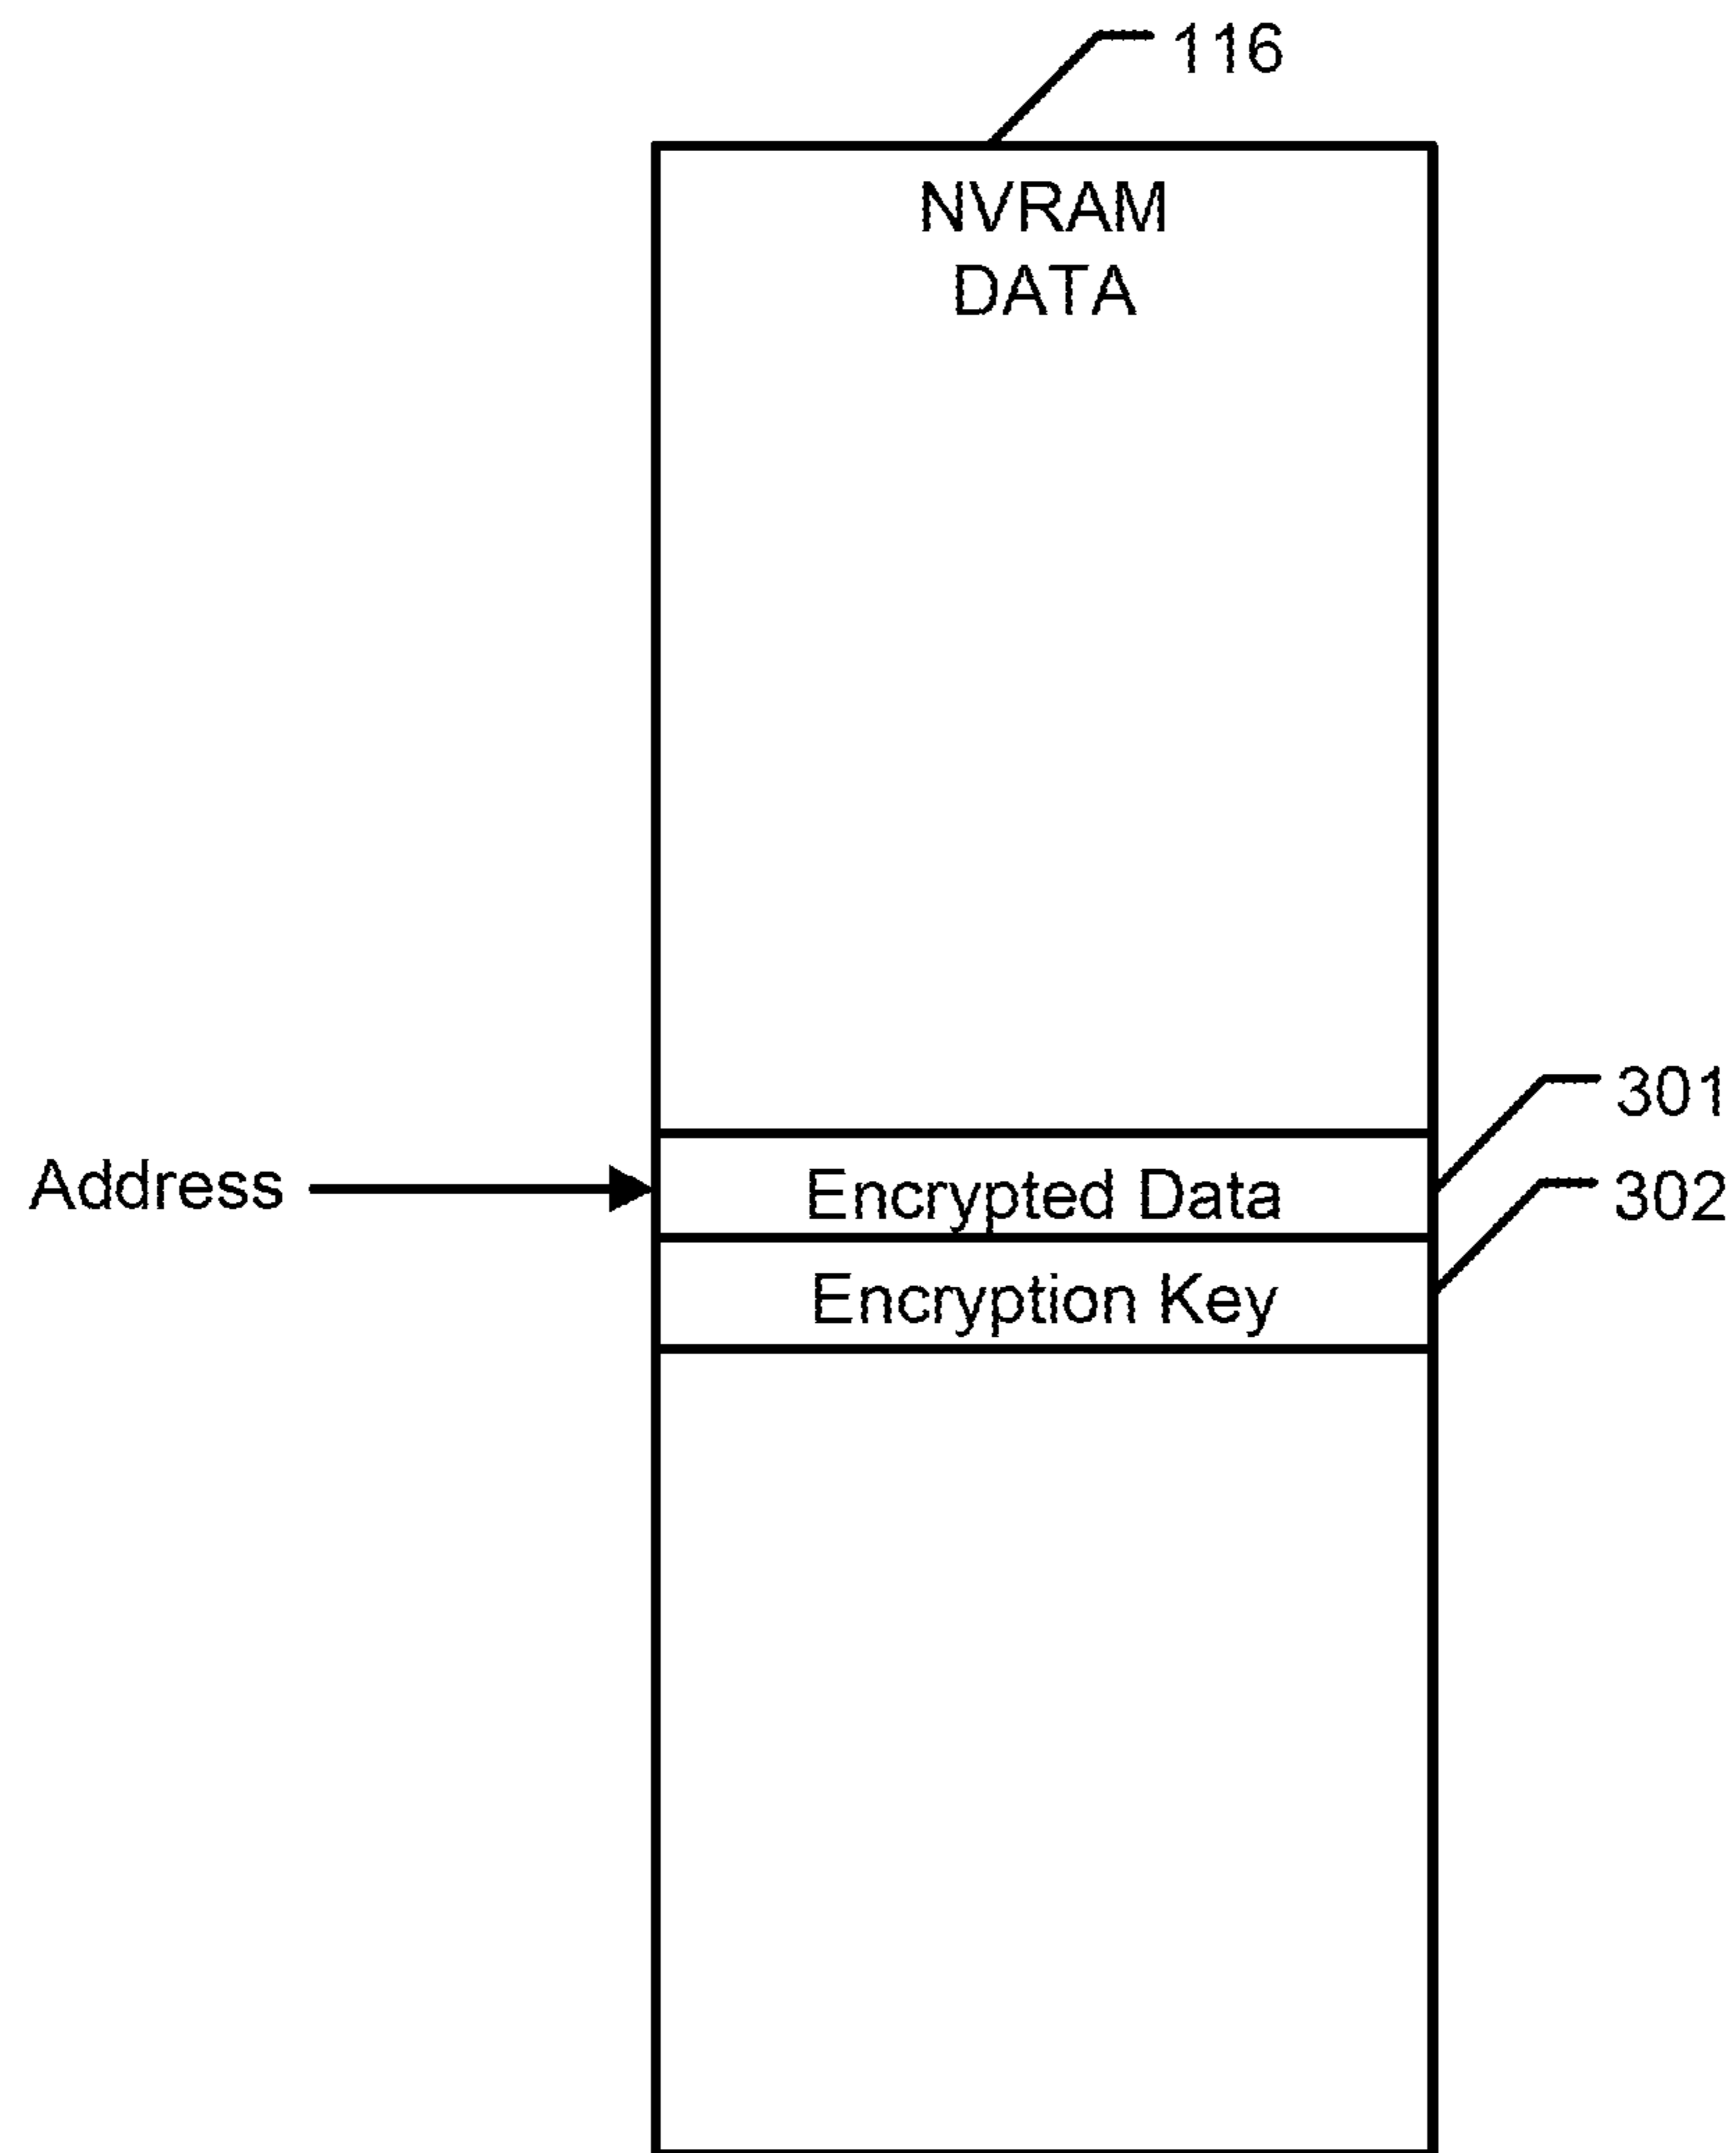 116
NVRAM
DATA
301
Address
Encrypted Data
302
Encryption Key